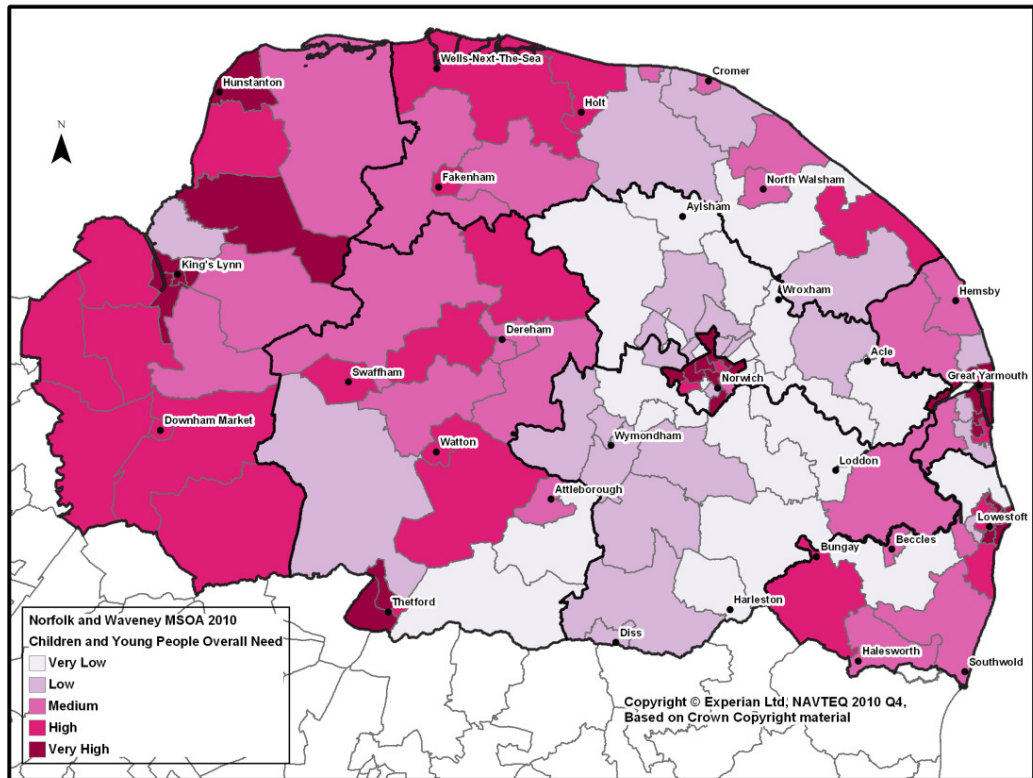 N
Wells-Next-The-Sea
Cromer
Hunstanton
Holt
Fakenham
North Walsham
Aylsham
King's Lynn
Wroxham
Hemsby
Dereham
Acle
Swaffham
Great Yarmouth
Norwich
Downham Market
Wymondham
Watton
Loddon
Attleborough
Lowestoft
Beccles
Bungay
Thetford
Harleston
Diss
Halesworth
Southwold
Norfolk and Waveney MSOA 2010
Children and Young People Overall Need
Very Low
Low
Medium
High
Very High
Copyright © Experian Ltd, NAVTEQ 2010 Q4,
Based on Crown Copyright material